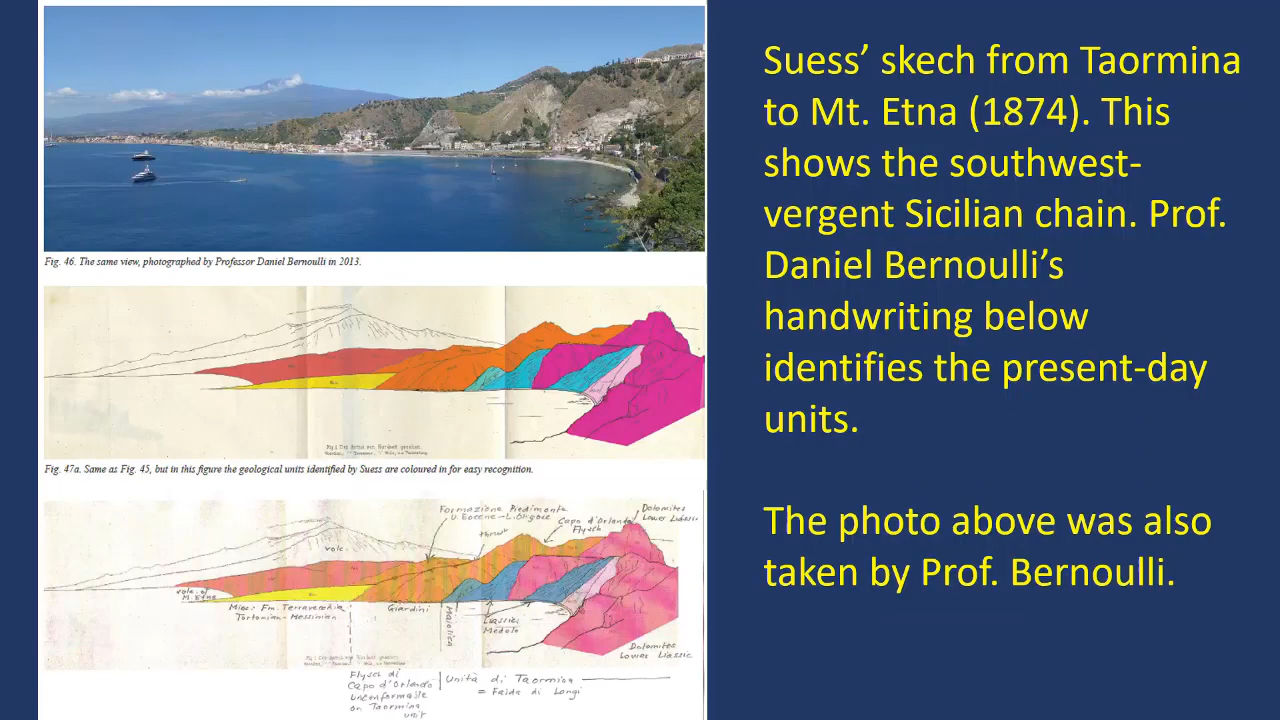 Suess’ skech from Taormina
to Mt. Etna (1874). This
shows the southwest-
vergent Sicilian chain. Prof.
Daniel Bernoulli’s
handwriting below
identifies the present-day
units.
The photo above was also
taken by Prof. Bernoulli.
Fig. 46. The same view, photographed by Professor Daniel Bernoulli in 2013.
Fig. 47a. Same as Fig. 45, but in this figure the geological units identified by Suess are coloured in for easy recognition.
Formazione Piedimonte
U. Eocene-L. Oligoce
Capo d'Orlando
Flysch
Dolomites
Lower Liassic
thrust
volc.
volc. of
M. Etna
Mioc. Fm. Terravecchia
Tortonian-Messinian
Giardini
Maiolica
Liassic
Medolo
Dolomites
Lower Liassic
Flysch di
Capo d'Orlando
unconformable
on Taormina
unit
Unità di Taormina
= Falda di Longi